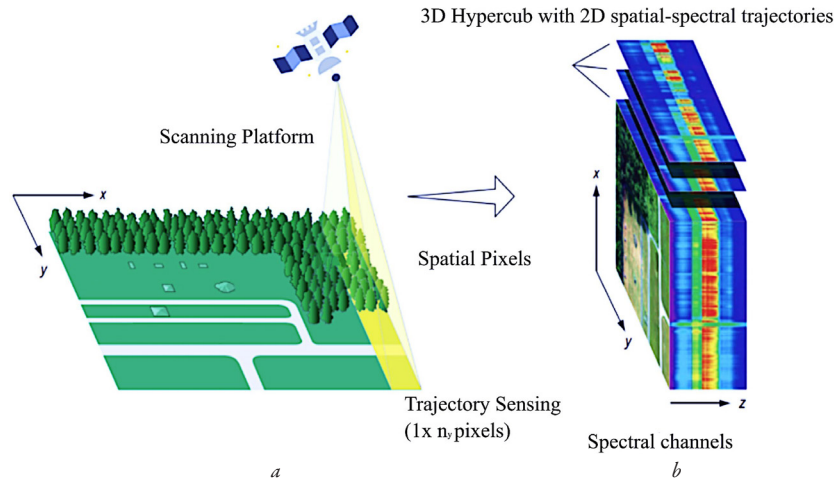 3D Hypercub with 2D spatial-spectral trajectories
Scanning Platform
x
y
Spatial Pixels
x
y
z
Trajectory Sensing
(1x nᵧ pixels)
Spectral channels
a
b